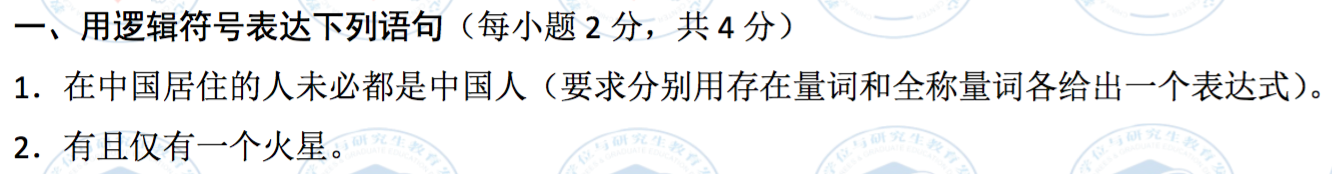 一、用逻辑符号表达下列语句（每小题 2 分，共 4 分）
1．在中国居住的人未必都是中国人（要求分别用存在量词和全称量词各给出一个表达式）。
2．有且仅有一个火星。